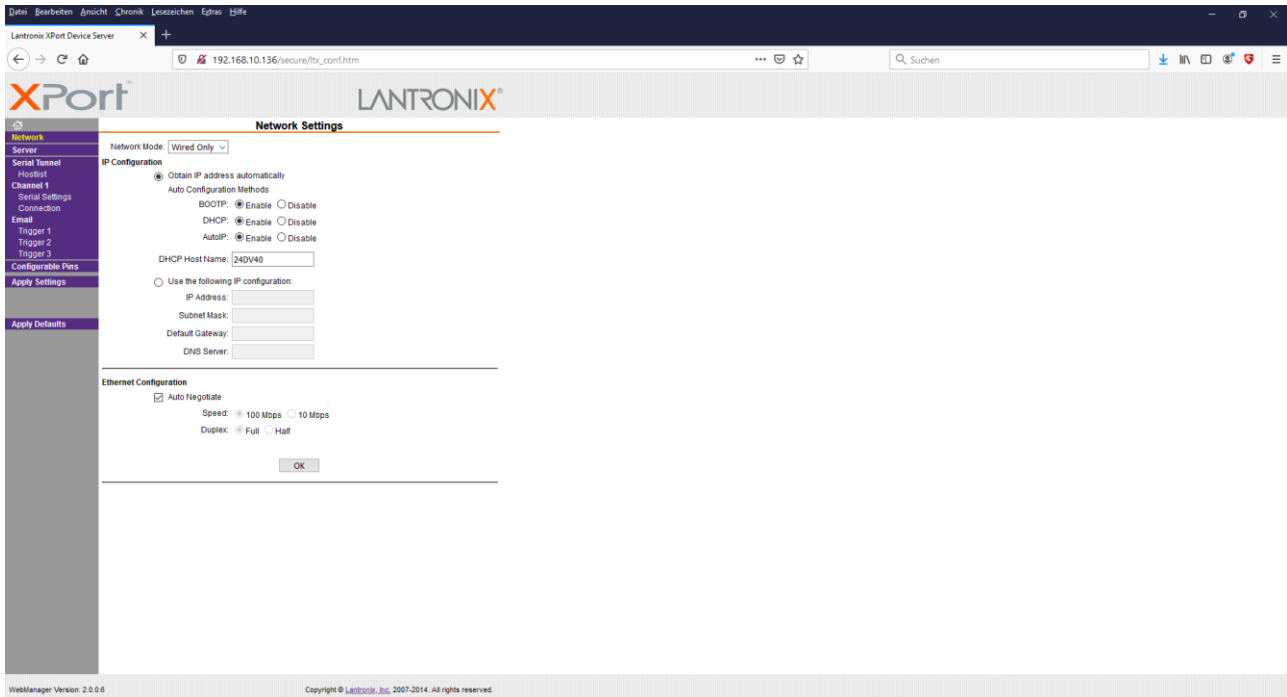 Datei Bearbeiten Ansicht Chronik Lesezeichen Extras Hilfe
Lantronix XPort Device Server
192.168.10.136/secure/ltx_conf.htm
Suchen
XPort™
LANTRONIX®
Network
Server
Serial Tunnel
Hostlist
Channel 1
Serial Settings
Connection
Email
Trigger 1
Trigger 2
Trigger 3
Configurable Pins
Apply Settings
Apply Defaults
Network Settings
Network Mode: Wired Only
IP Configuration
Obtain IP address automatically
Auto Configuration Methods
BOOTP: Enable Disable
DHCP: Enable Disable
AutoIP: Enable Disable
DHCP Host Name: 24DV40
Use the following IP configuration:
IP Address:
Subnet Mask:
Default Gateway:
DNS Server:
Ethernet Configuration
Auto Negotiate
Speed: 100 Mbps 10 Mbps
Duplex: Full Half
OK
WebManager Version: 2.0.0.6
Copyright © Lantronix, Inc. 2007-2014. All rights reserved.